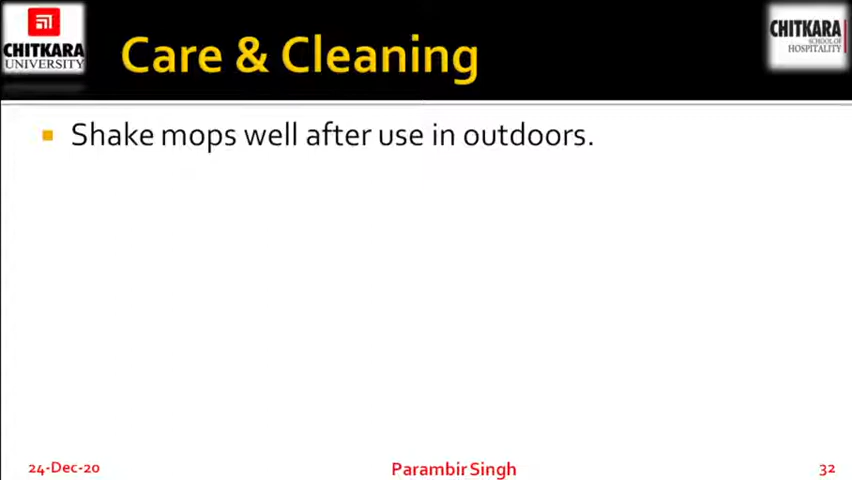 CHITKARA
UNIVERSITY
Care & Cleaning
CHITKARA
SCHOOL OF
HOSPITALITY
Shake mops well after use in outdoors.
24-Dec-20
Parambir Singh
32